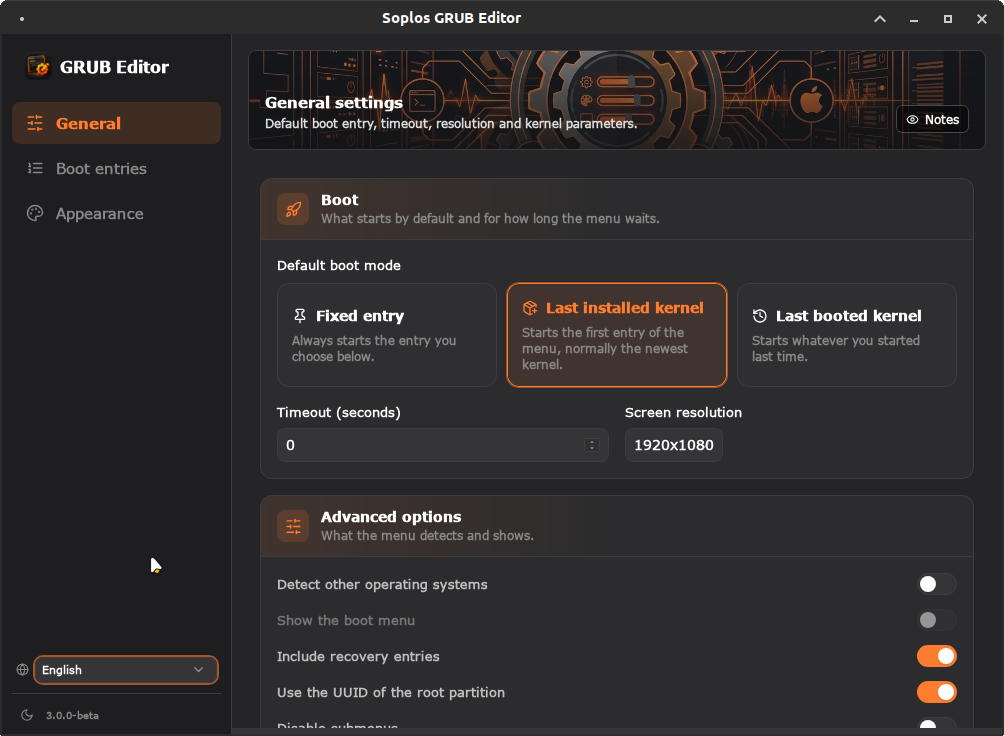 Soplos GRUB Editor
GRUB Editor
General
Boot entries
Appearance
English
3.0.0-beta
General settings
Default boot entry, timeout, resolution and kernel parameters.
Notes
Boot
What starts by default and for how long the menu waits.
Default boot mode
Fixed entry
Always starts the entry you
choose below.
Last installed kernel
Starts the first entry of the
menu, normally the newest
kernel.
Last booted kernel
Starts whatever you started
last time.
Timeout (seconds)
0
Screen resolution
1920x1080
Advanced options
What the menu detects and shows.
Detect other operating systems
Show the boot menu
Include recovery entries
Use the UUID of the root partition
Disable submenus